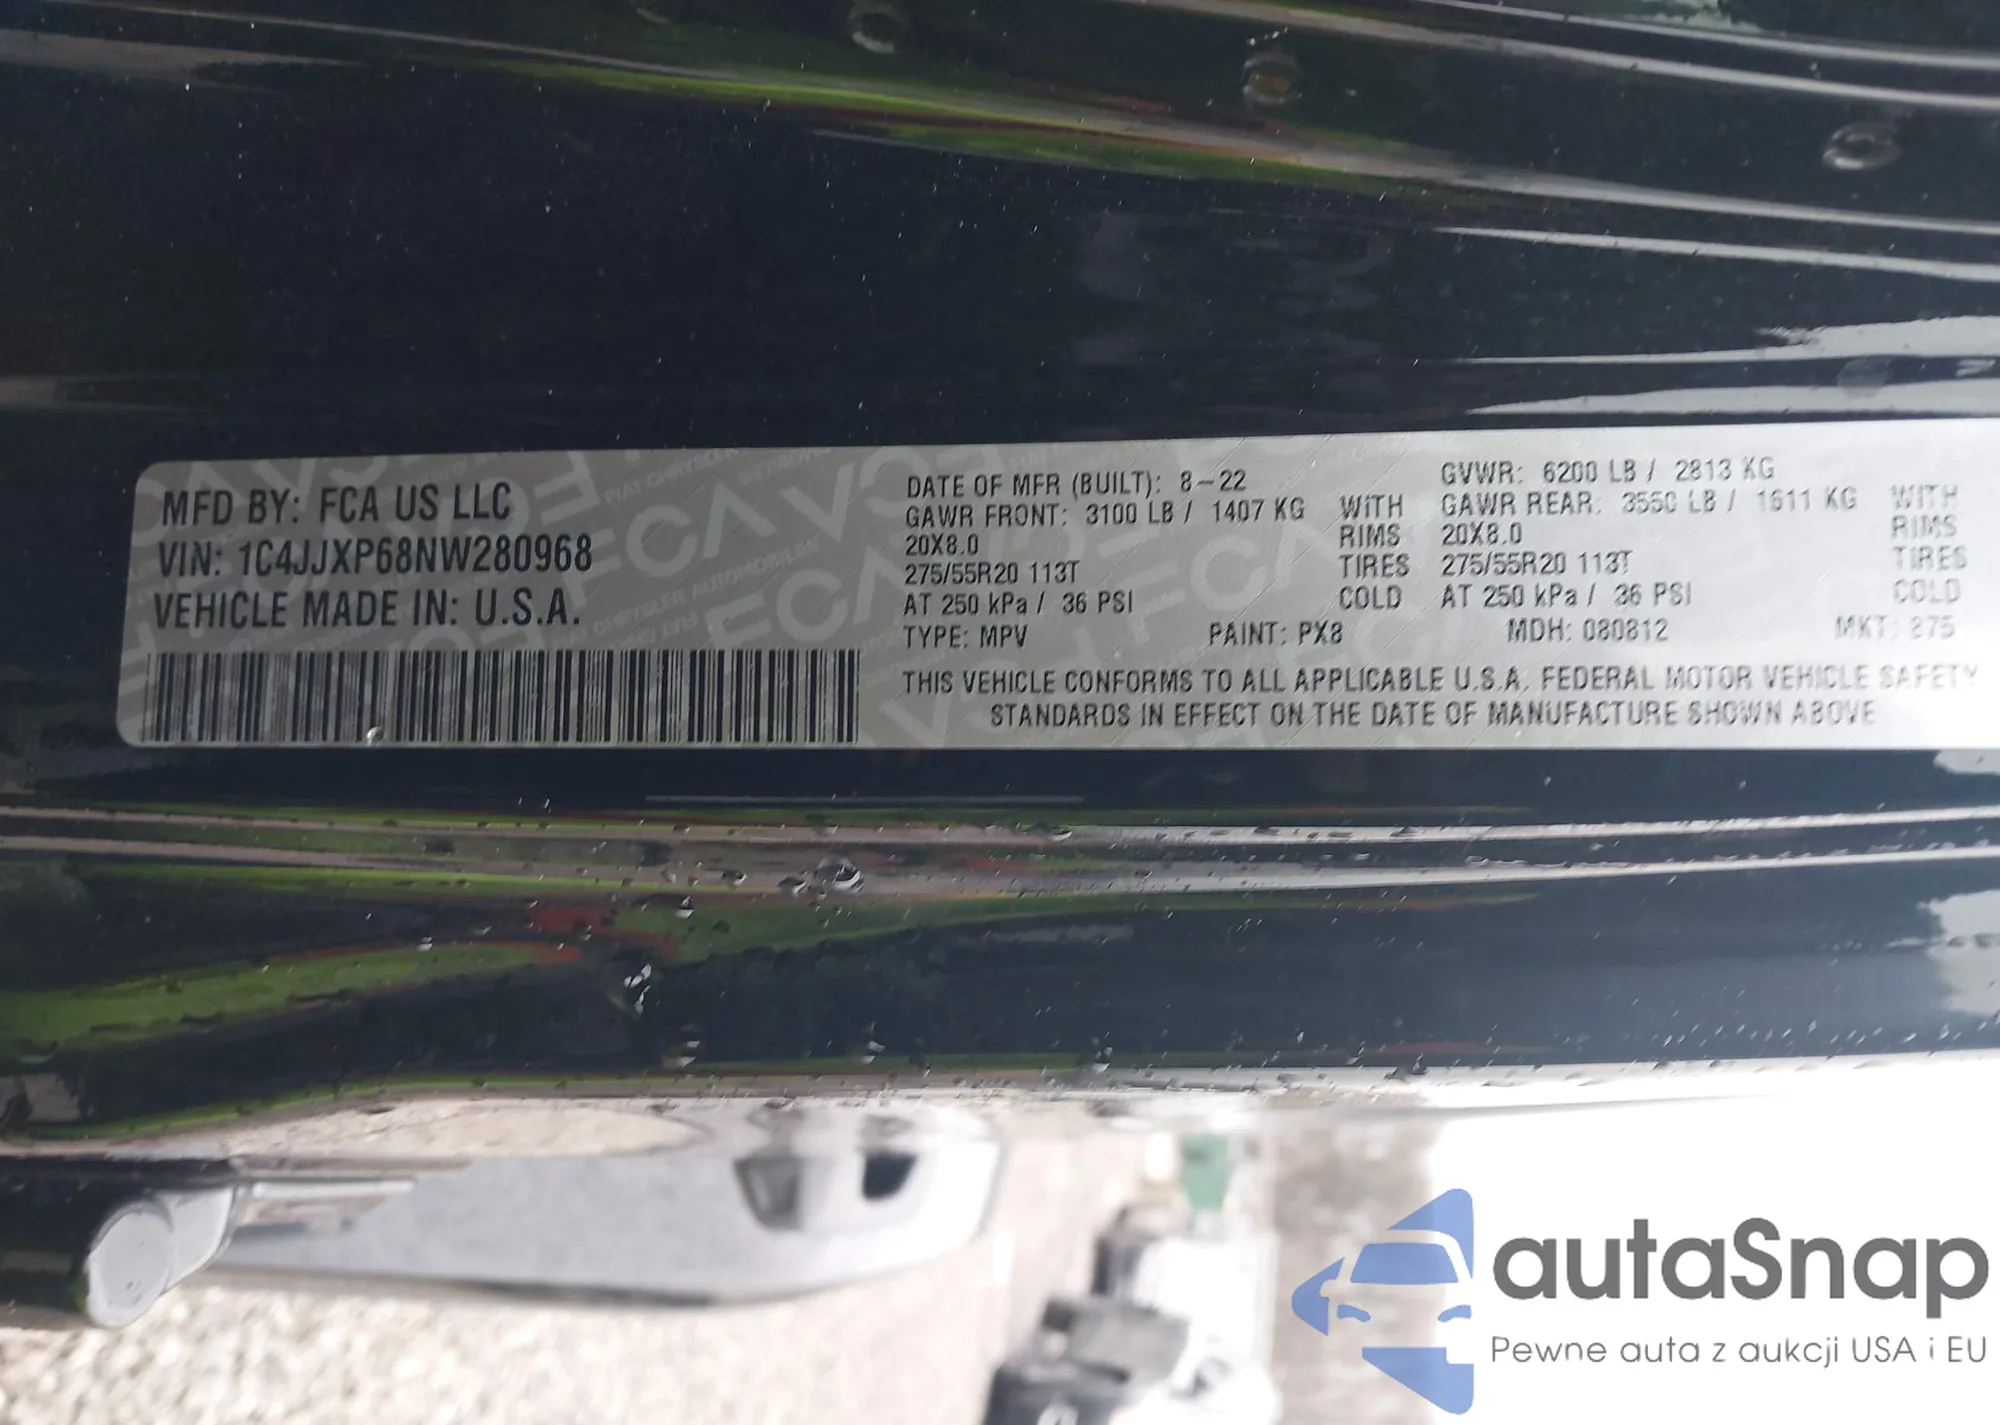 MFD BY: FCA US LLC
VIN: 1C4JJXP68NW280968
VEHICLE MADE IN: U.S.A.
DATE OF MFR (BUILT): 8-22 GVWR: 6200 LB / 2813 KG
GAWR FRONT: 3100 LB / 1407 KG WITH GAWR REAR: 3550 LB / 1611 KG WITH
20X8.0 RIMS 20X8.0 RIMS
275/55R20 113T TIRES 275/55R20 113T TIRES
AT 250 kPa / 36 PSI COLD AT 250 kPa / 36 PSI COLD
TYPE: MPV PAINT: PX8 MDH: 080812 MKT: 875
THIS VEHICLE CONFORMS TO ALL APPLICABLE U.S.A. FEDERAL MOTOR VEHICLE SAFETY
STANDARDS IN EFFECT ON THE DATE OF MANUFACTURE SHOWN ABOVE
autaSnap
Pewne auta z aukcji USA i EU